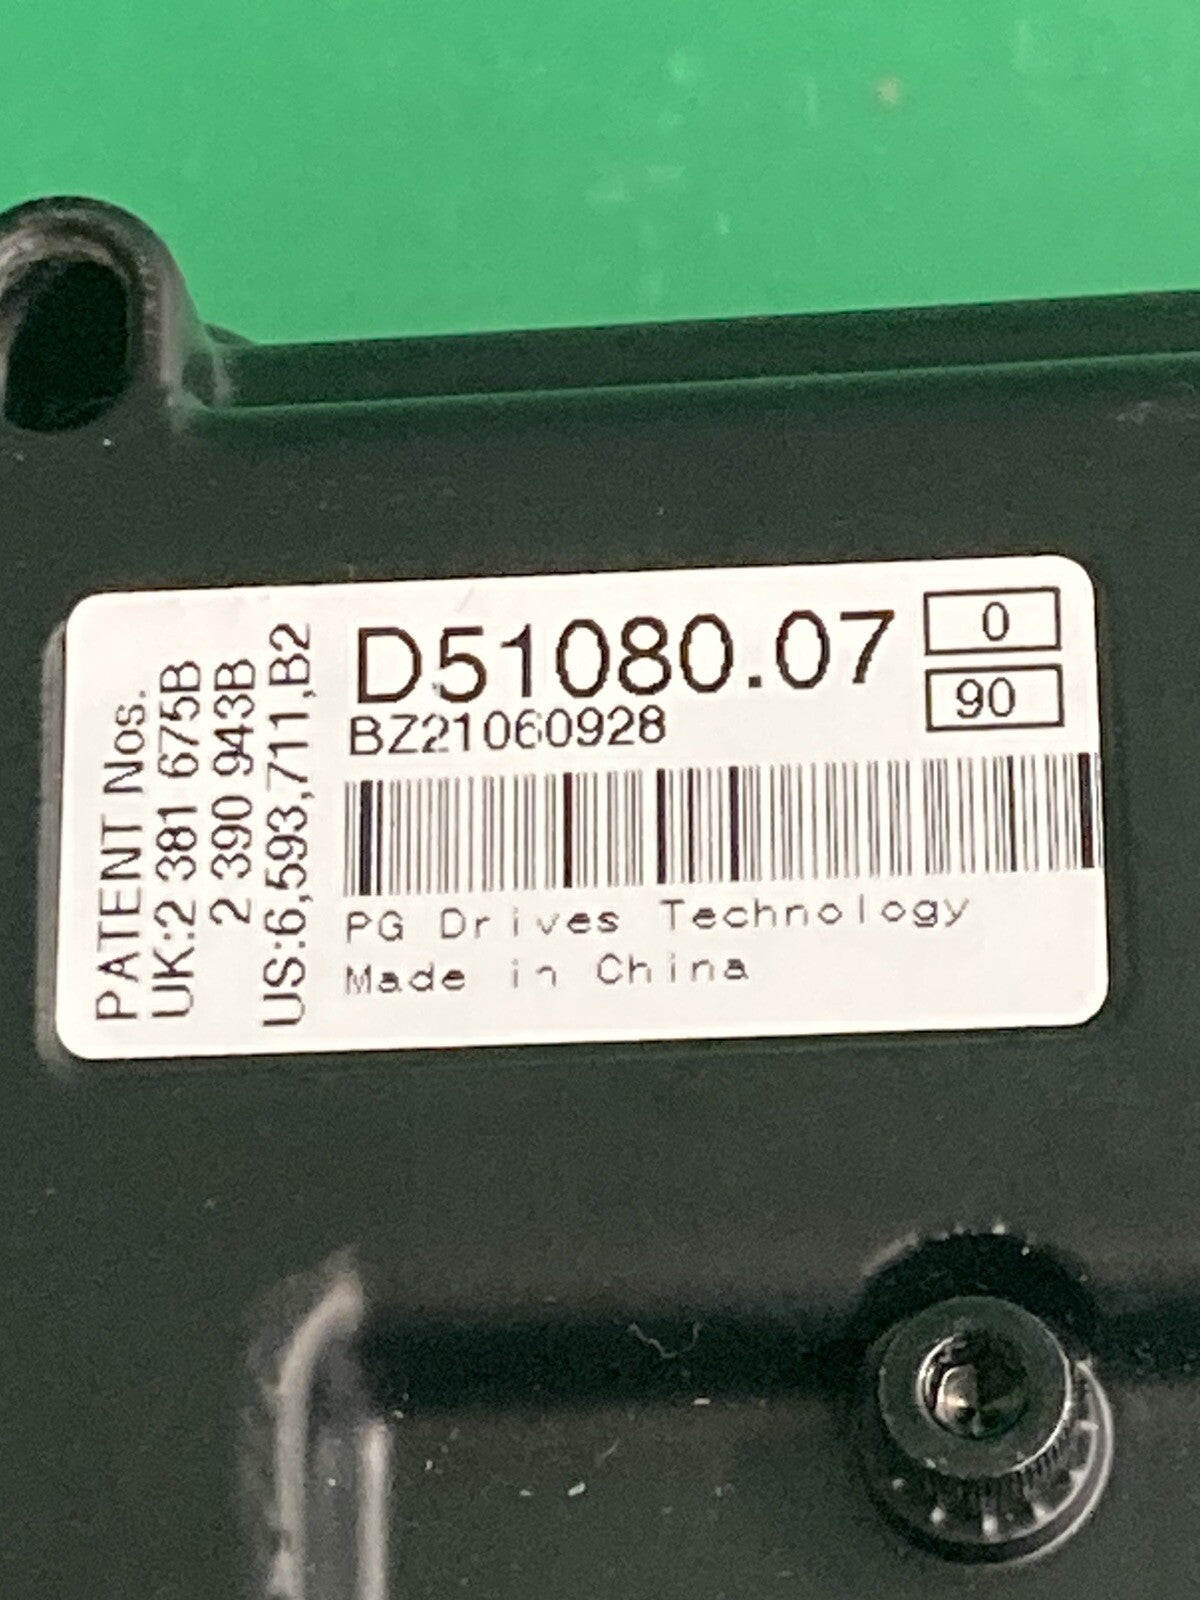 PATENT Nos.
UK:2 381 675B
2 390 943B
US:6,593,711,B2
D51080.07
0
90
BZ21060928
PG Drives Technology
Made in China